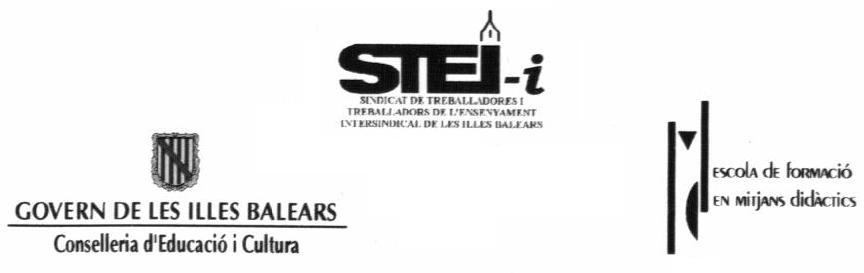 STEI-i
SINDICAT DE TREBALLADORES I
TREBALLADORS DE L'ENSENYAMENT
INTERSINDICAL DE LES ILLES BALEARS
GOVERN DE LES ILLES BALEARS
Conselleria d'Educació i Cultura
escola de formació
en mitjans didàctics